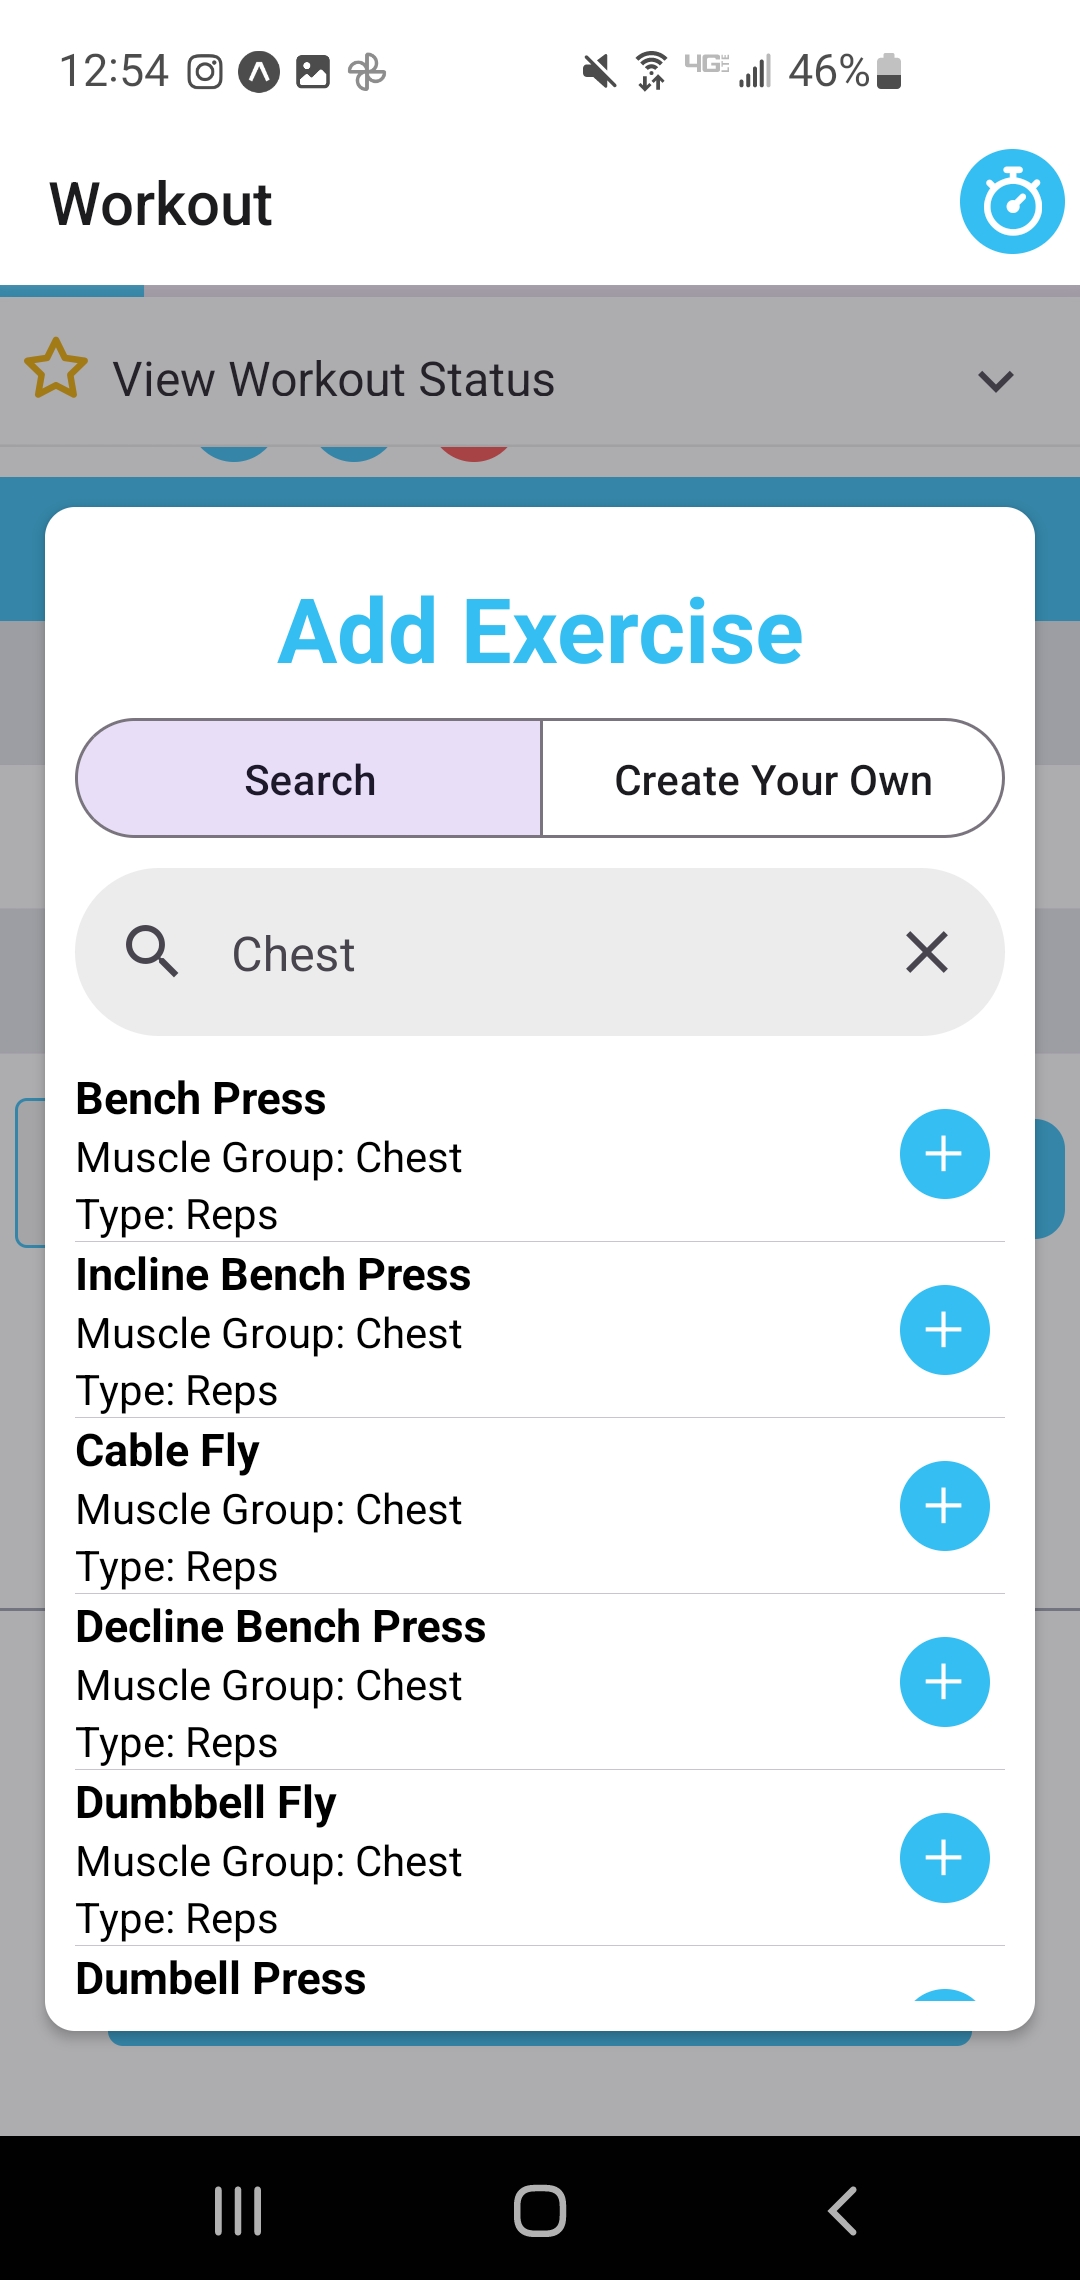 12:54 4G LTE 46%
Workout
View Workout Status
Add Exercise
Search Create Your Own
Chest
Bench Press
Muscle Group: Chest
Type: Reps
Incline Bench Press
Muscle Group: Chest
Type: Reps
Cable Fly
Muscle Group: Chest
Type: Reps
Decline Bench Press
Muscle Group: Chest
Type: Reps
Dumbbell Fly
Muscle Group: Chest
Type: Reps
Dumbell Press